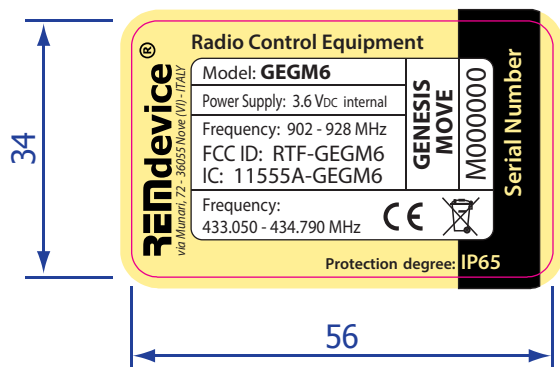 34
REMdevice®
via Munari, 72 - 36055 Nove (VI) - ITALY
Radio Control Equipment
Model: GEGM6
Power Supply: 3.6 VDC internal
Frequency: 902 - 928 MHz
FCC ID: RTF-GEGM6
IC: 11555A-GEGM6
Frequency:
433.050 - 434.790 MHz
CE
GENESIS
MOVE
M000000
Serial Number
Protection degree: IP65
56